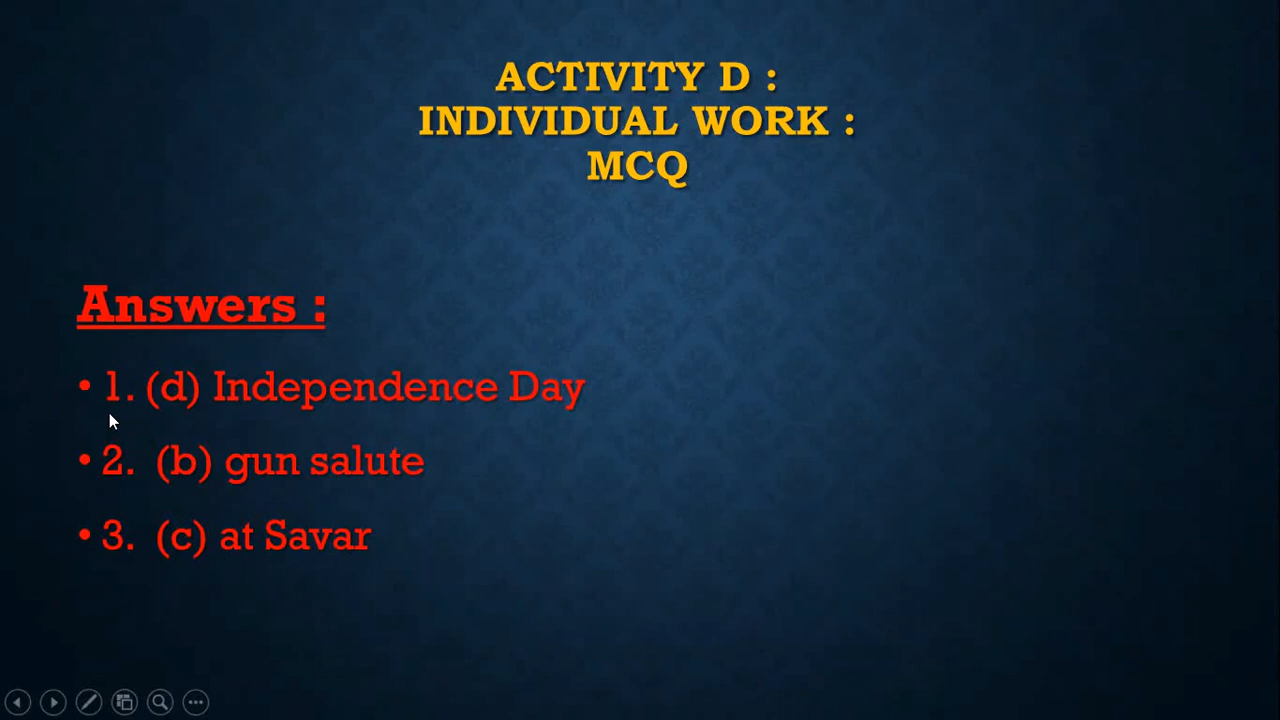 ACTIVITY D :
INDIVIDUAL WORK :
MCQ
Answers :
• 1. (d) Independence Day
• 2. (b) gun salute
• 3. (c) at Savar